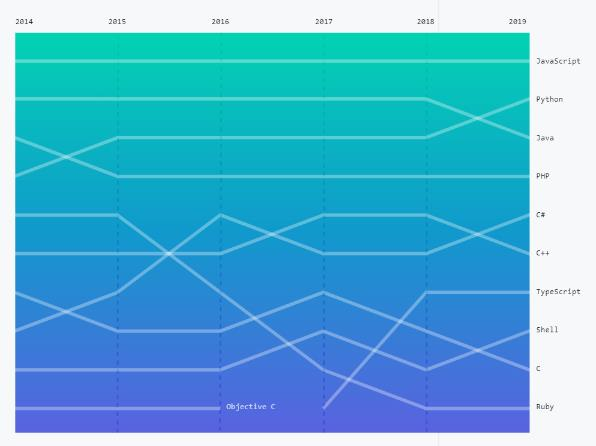 2014 2015 2016 2017 2018 2019
JavaScript
Python
Java
PHP
C#
C++
TypeScript
Shell
C
Objective C Ruby